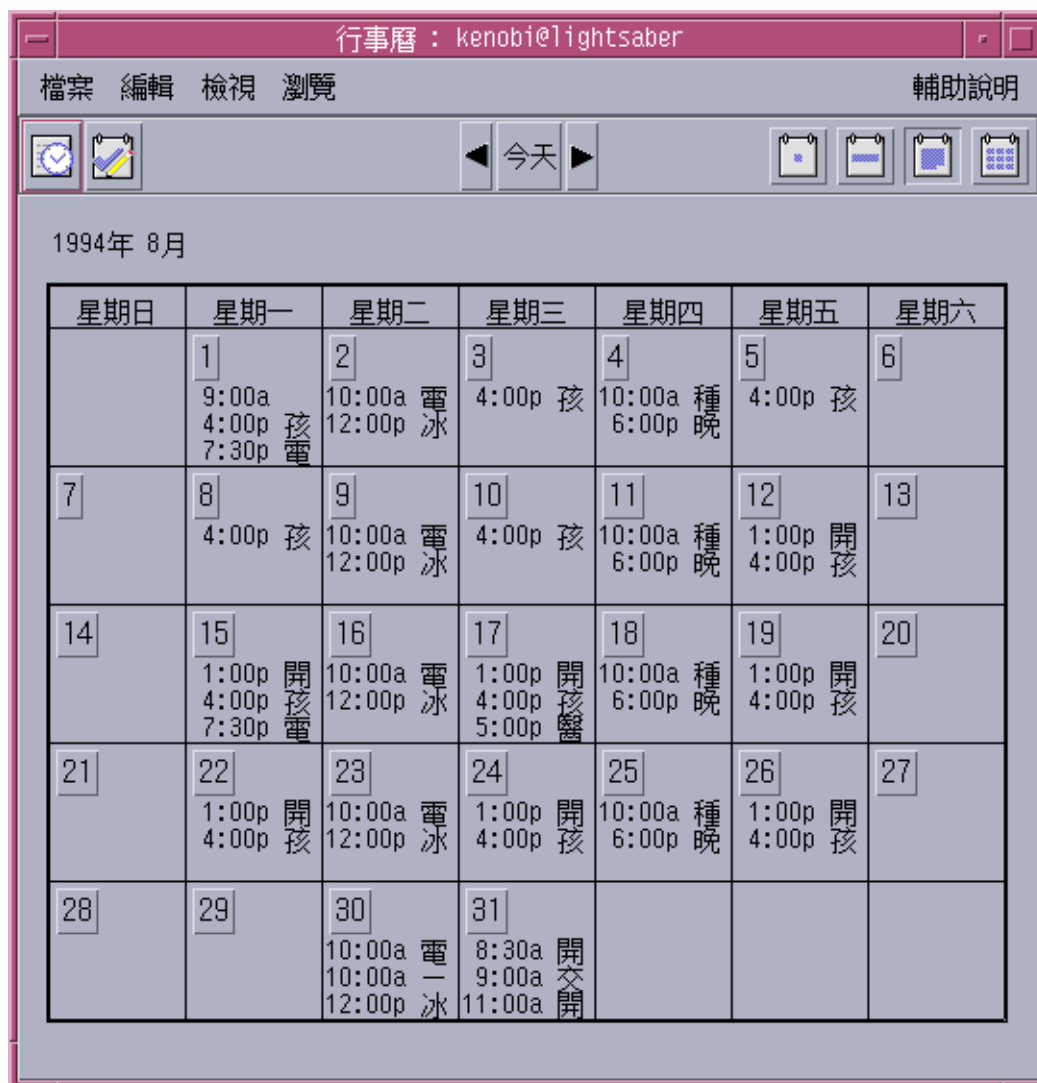 行事曆 : kenobi@lightsaber
檔案 編輯 檢視 瀏覽 輔助說明
今天
1994年 8月
星期日 星期一 星期二 星期三 星期四 星期五 星期六
1 2 3 4 5 6
9:00a 10:00a 電 4:00p 孩 10:00a 種 4:00p 孩
4:00p 孩 12:00p 冰 6:00p 晚
7:30p 電
7 8 9 10 11 12 13
4:00p 孩 10:00a 電 4:00p 孩 10:00a 種 1:00p 開
12:00p 冰 6:00p 晚 4:00p 孩
14 15 16 17 18 19 20
1:00p 開 10:00a 電 1:00p 開 10:00a 種 1:00p 開
4:00p 孩 12:00p 冰 4:00p 孩 6:00p 晚 4:00p 孩
7:30p 電 5:00p 醫
21 22 23 24 25 26 27
1:00p 開 10:00a 電 1:00p 開 10:00a 種 1:00p 開
4:00p 孩 12:00p 冰 4:00p 孩 6:00p 晚 4:00p 孩
28 29 30 31
10:00a 電 8:30a 開
10:00a 一 9:00a 交
12:00p 冰 11:00a 開